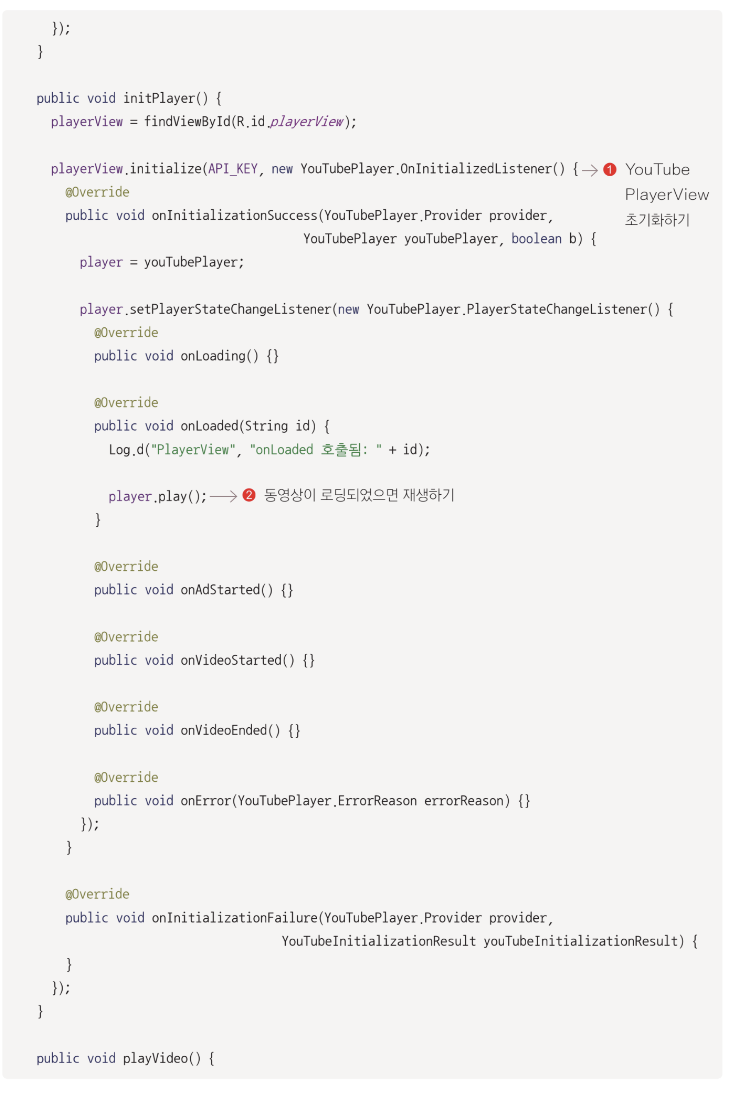 });
}
public void initPlayer() {
playerView = findViewById(R.id.playerView);
playerView.initialize(API_KEY, new YouTubePlayer.OnInitializedListener() { → ❶ YouTube
PlayerView
초기화하기
@Override
public void onInitializationSuccess(YouTubePlayer.Provider provider,
YouTubePlayer youTubePlayer, boolean b) {
player = youTubePlayer;
player.setPlayerStateChangeListener(new YouTubePlayer.PlayerStateChangeListener() {
@Override
public void onLoading() {}
@Override
public void onLoaded(String id) {
Log.d("PlayerView", "onLoaded 호출됨: " + id);
player.play(); → ❷ 동영상이 로딩되었으면 재생하기
}
@Override
public void onAdStarted() {}
@Override
public void onVideoStarted() {}
@Override
public void onVideoEnded() {}
@Override
public void onError(YouTubePlayer.ErrorReason errorReason) {}
});
}
@Override
public void onInitializationFailure(YouTubePlayer.Provider provider,
YouTubeInitializationResult youTubeInitializationResult) {
}
});
}
public void playVideo() {